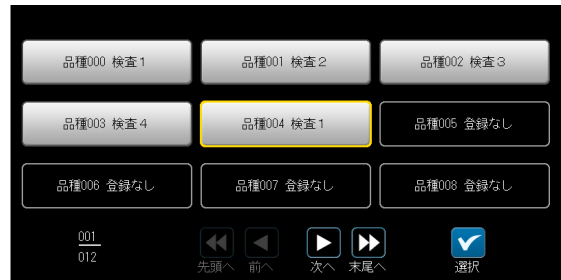 品種000 検査1
品種001 検査2
品種002 検査3
品種003 検査4
品種004 検査1
品種005 登録なし
品種006 登録なし
品種007 登録なし
品種008 登録なし
001
012
先頭へ 前へ 次へ 末尾へ 選択